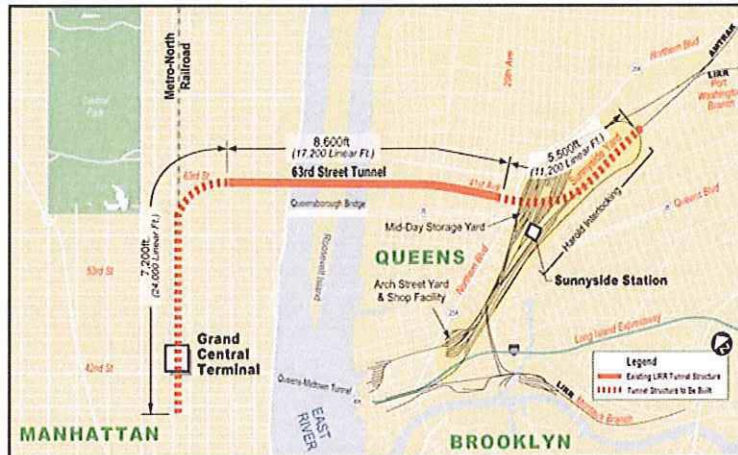 Central
Park
Metro-North
Railroad
29th Ave
Northern Blvd
25A
AMTRAK
LIRR
Port
Washington
Branch
8,600ft
(17,200 Linear Ft.)
5,500ft
(11,200 Linear Ft.)
63rd St
63rd Street Tunnel
41st Ave
Sunnyside Yard
Queensborough Bridge
Mid-Day Storage Yard
Harold Interlocking
Queens Blvd
7,200ft
(24,000 Linear Ft.)
Roosevelt Island
QUEENS
Northern Blvd
Sunnyside Station
53rd St
Arch Street Yard
& Shop Facility
25A
Long Island Expressway
Grand
Central
Terminal
42nd St
Legend
Existing LIRR Tunnel Structure
Tunnel Structure to Be Built
Queens-Midtown Tunnel
LIRR
Montauk Branch
EAST
RIVER
MANHATTAN
BROOKLYN